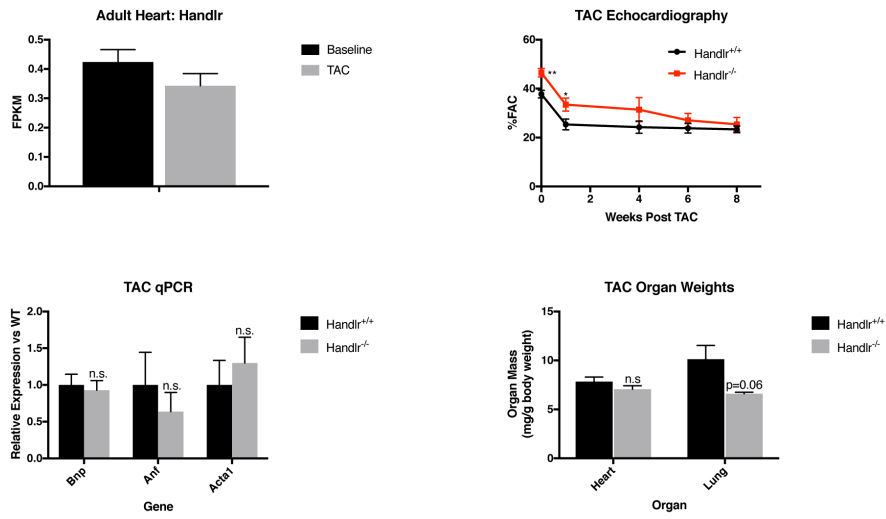 Adult Heart: Handlr
FPKM
0.5
0.4
0.3
0.2
0.1
0.0
Baseline
TAC
TAC Echocardiography
%FAC
60
40
20
0
**
*
0 2 4 6 8
Weeks Post TAC
Handlr+/+
Handlr-/-
TAC qPCR
Relative Expression vs WT
2.0
1.5
1.0
0.5
0.0
n.s.
n.s.
n.s.
Bnp Anf Acta1
Gene
Handlr+/+
Handlr-/-
TAC Organ Weights
Organ Mass
(mg/g body weight)
15
10
5
0
n.s
p=0.06
Heart Lung
Organ
Handlr+/+
Handlr-/-